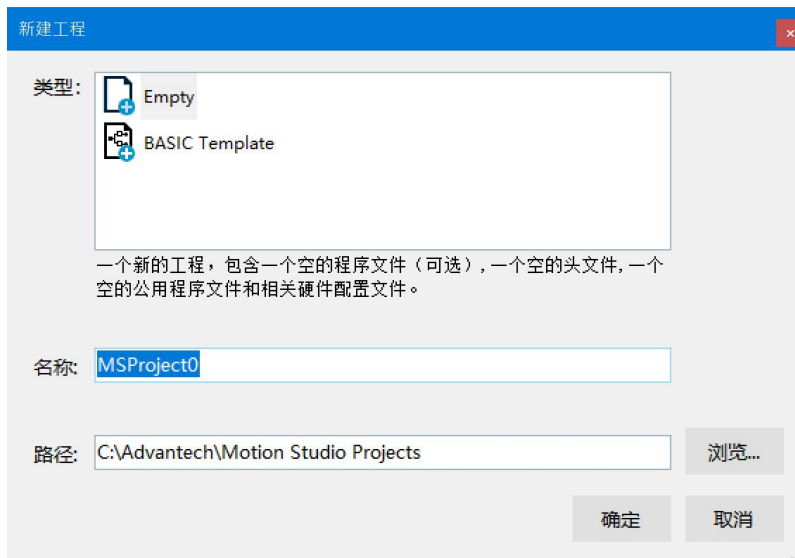 新建工程
类型:
Empty
BASIC Template
一个新的工程，包含一个空的程序文件（可选）,一个空的头文件,一个
空的公用程序文件和相关硬件配置文件。
名称:
MSProject0
路径:
C:\Advantech\Motion Studio Projects
浏览...
确定
取消